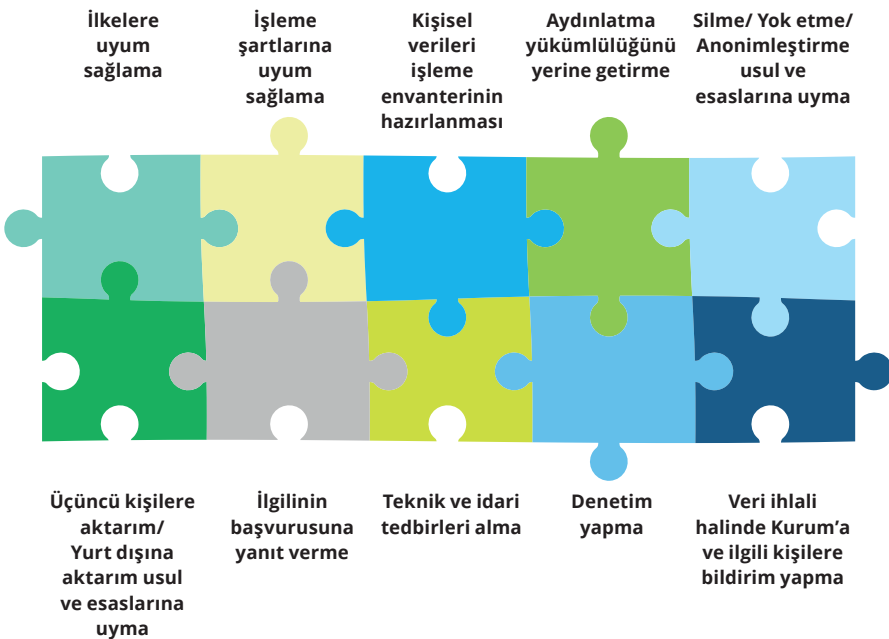 İlkelere
uyum
sağlama
İşleme
şartlarına
uyum
sağlama
Kişisel
verileri
işleme
envanterinin
hazırlanması
Aydınlatma
yükümlülüğünü
yerine getirme
Silme/ Yok etme/
Anonimleştirme
usul ve
esaslarına uyma
Üçüncü kişilere
aktarım/
Yurt dışına
aktarım usul
ve esaslarına
uyma
İlgilinin
başvurusuna
yanıt verme
Teknik ve idari
tedbirleri alma
Denetim
yapma
Veri ihlali
halinde Kurum’a
ve ilgili kişilere
bildirim yapma